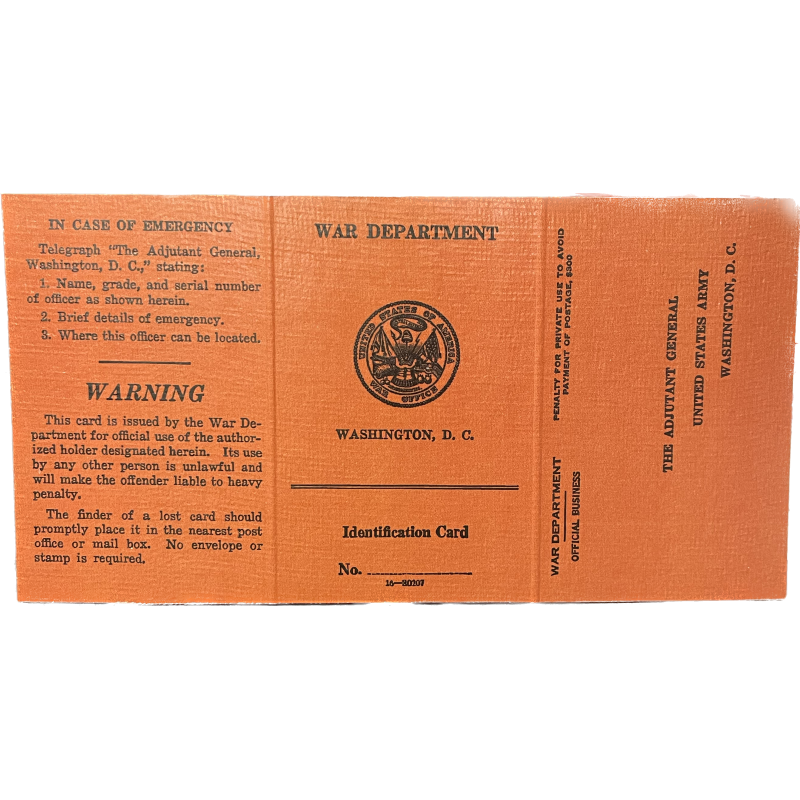 IN CASE OF EMERGENCY
Telegraph "The Adjutant General,
Washington, D. C.," stating:
1. Name, grade, and serial number
of officer as shown herein.
2. Brief details of emergency.
3. Where this officer can be located.
WARNING
This card is issued by the War De-
partment for official use of the author-
ized holder designated herein. Its use
by any other person is unlawful and
will make the offender liable to heavy
penalty.
The finder of a lost card should
promptly place it in the nearest post
office or mail box. No envelope or
stamp is required.
WAR DEPARTMENT
UNITED STATES OF AMERICA
WAR OFFICE
WASHINGTON, D. C.
Identification Card
No.
16—20207
WAR DEPARTMENT
OFFICIAL BUSINESS
PENALTY FOR PRIVATE USE TO AVOID
PAYMENT OF POSTAGE, $300
THE ADJUTANT GENERAL
UNITED STATES ARMY
WASHINGTON, D. C.